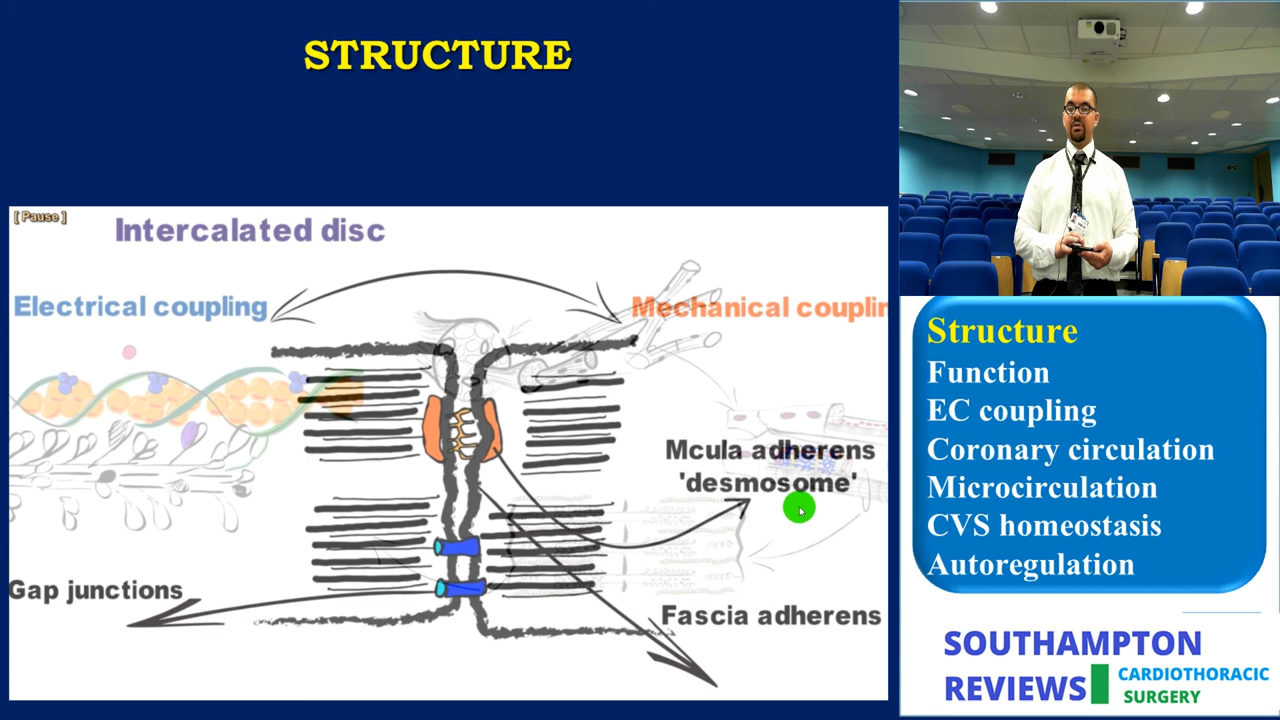 STRUCTURE
[ Pause ]
Intercalated disc
Electrical coupling
Mechanical couplin
Mcula adherens
'desmosome'
Gap junctions
Fascia adherens
Structure
Function
EC coupling
Coronary circulation
Microcirculation
CVS homeostasis
Autoregulation
SOUTHAMPTON
REVIEWS
CARDIOTHORACIC
SURGERY